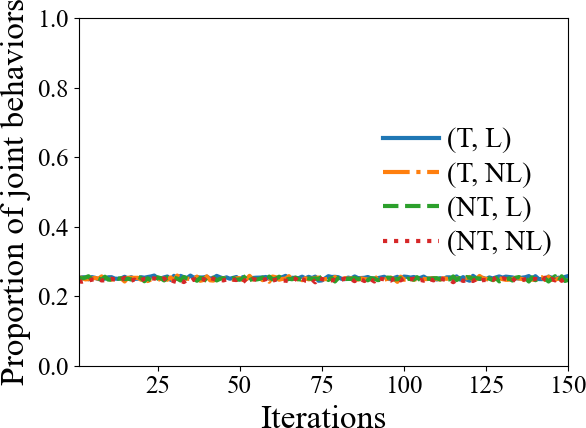 Proportion of joint behaviors
1.0
0.8
0.6
0.4
0.2
0.0
(T, L)
(T, NL)
(NT, L)
(NT, NL)
25 50 75 100 125 150
Iterations